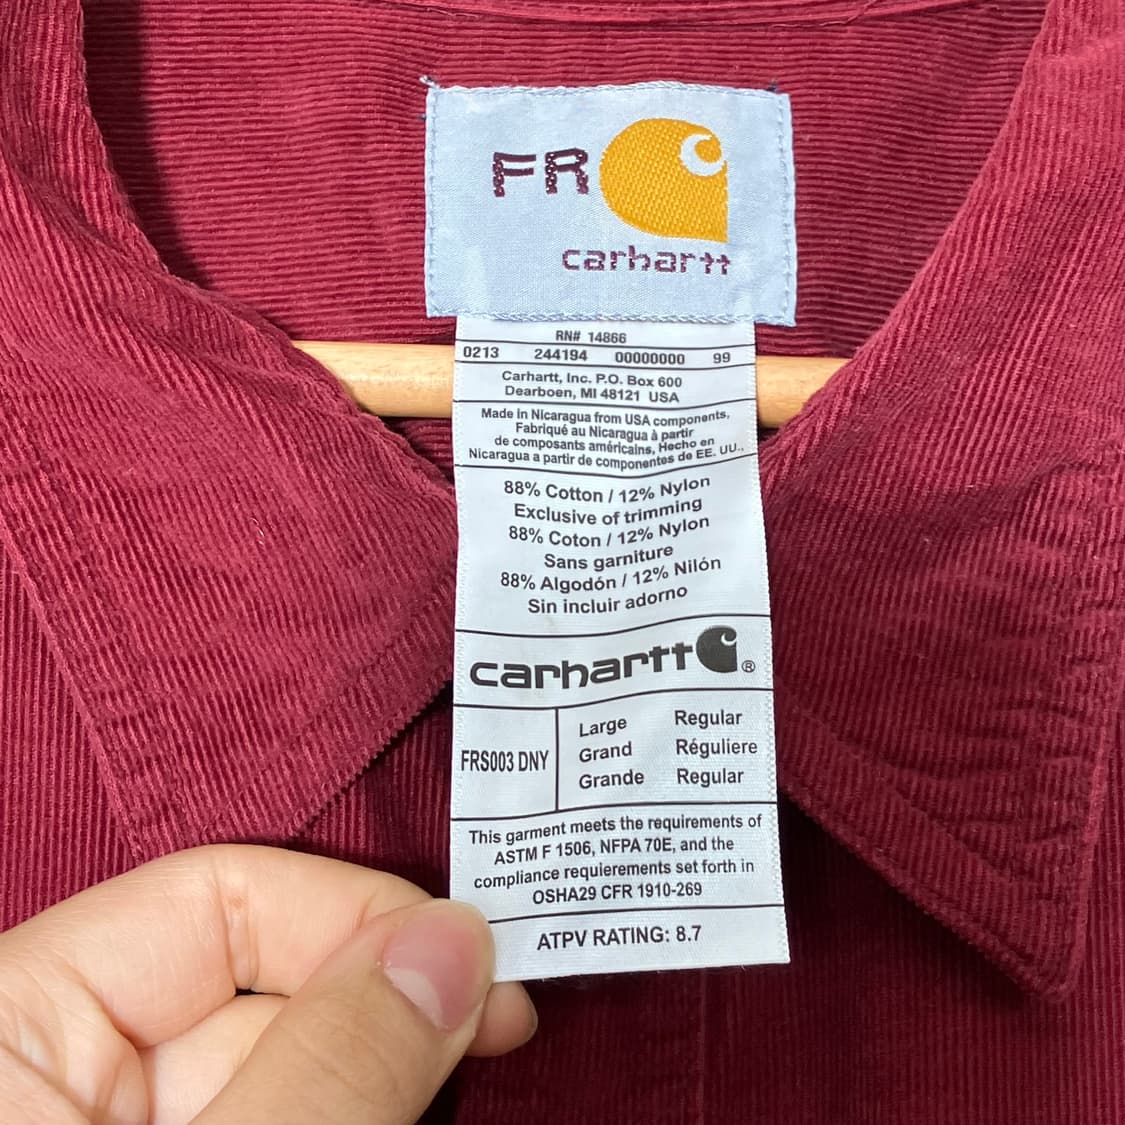 FR
carhartt
RN# 14866
0213 244194 00000000 99
Carhartt, Inc. P.O. Box 600
Dearboen, MI 48121 USA
Made in Nicaragua from USA components.
Fabriqué au Nicaragua à partir
de composants américains, Hecho en
Nicaragua a partir de componentes de EE. UU..
88% Cotton / 12% Nylon
Exclusive of trimming
88% Coton / 12% Nylon
Sans garniture
88% Algodón / 12% Nilón
Sin incluir adorno
carhartt ®
FRS003 DNY
Large Regular
Grand Réguliere
Grande Regular
This garment meets the requirements of
ASTM F 1506, NFPA 70E, and the
compliance requierements set forth in
OSHA29 CFR 1910-269
ATPV RATING: 8.7